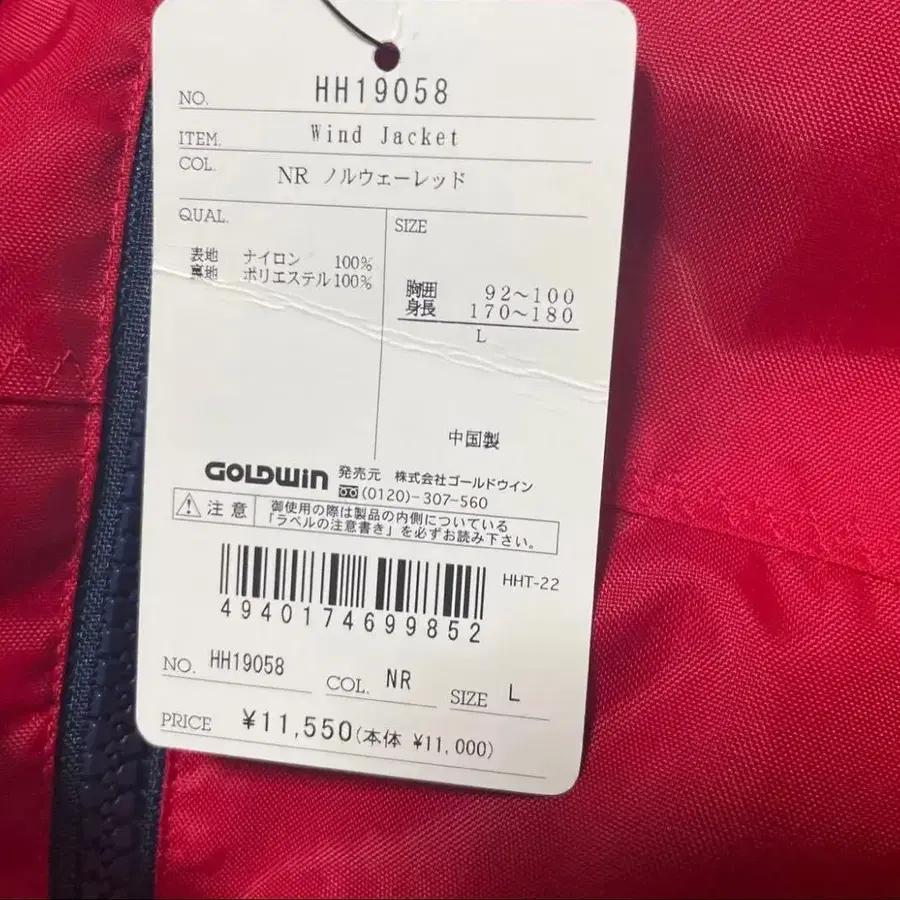 NO. HH19058
ITEM. Wind Jacket
COL. NR ノルウェーレッド
QUAL.
表地 ナイロン 100%
裏地 ポリエステル100%
SIZE
胸囲 92~100
身長 170~180
L
中国製
GOLDWIN 発売元 株式会社ゴールドウイン
(0120)-307-560
注意 御使用の際は製品の内側についている
「ラベルの注意書き」を必ずお読み下さい。
HHT-22
4940174699852
NO. HH19058 COL. NR SIZE L
PRICE ¥11,550(本体 ¥11,000)